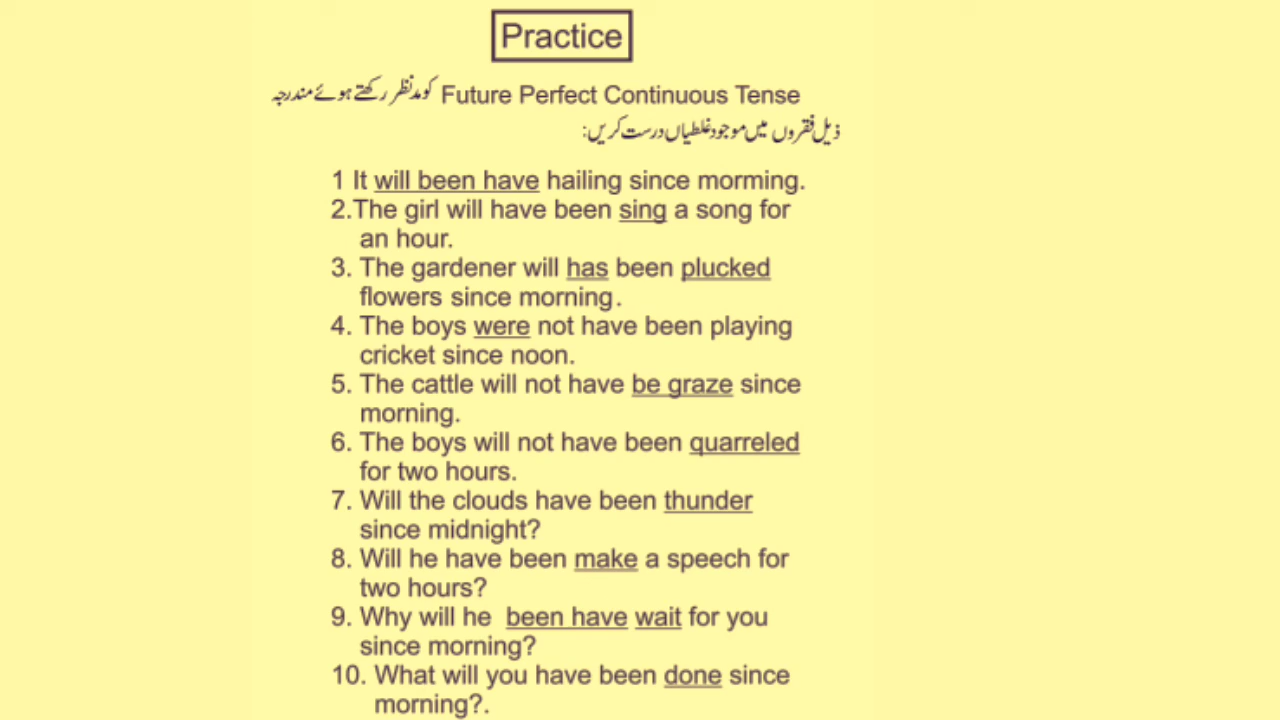 Practice
Future Perfect Continuous Tense کو مدنظر رکھتے ہوئے مندرجہ
ذیل فقروں میں موجود غلطیاں درست کریں:
1 It will been have hailing since morming.
2.The girl will have been sing a song for
an hour.
3. The gardener will has been plucked
flowers since morning.
4. The boys were not have been playing
cricket since noon.
5. The cattle will not have be graze since
morning.
6. The boys will not have been quarreled
for two hours.
7. Will the clouds have been thunder
since midnight?
8. Will he have been make a speech for
two hours?
9. Why will he been have wait for you
since morning?
10. What will you have been done since
morning?.